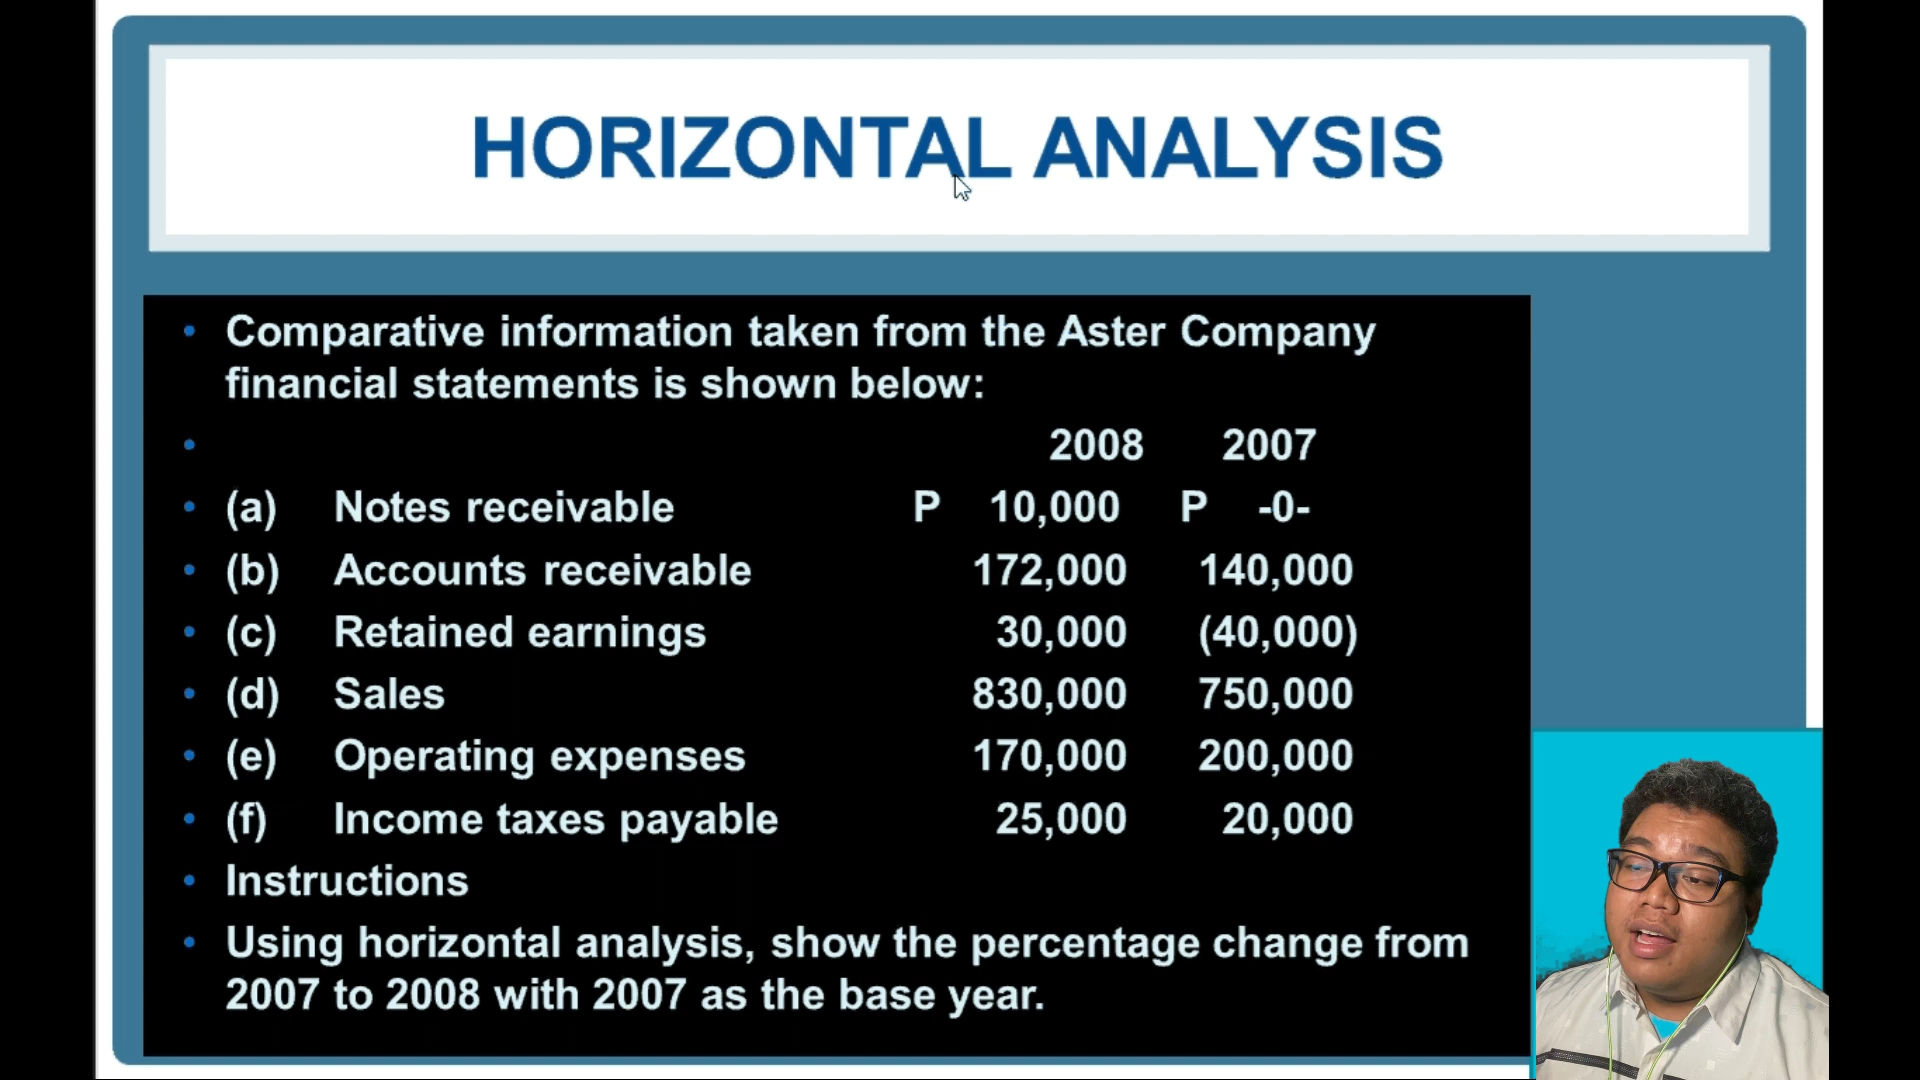 HORIZONTAL ANALYSIS
• Comparative information taken from the Aster Company
financial statements is shown below:
• 2008 2007
• (a) Notes receivable P 10,000 P -0-
• (b) Accounts receivable 172,000 140,000
• (c) Retained earnings 30,000 (40,000)
• (d) Sales 830,000 750,000
• (e) Operating expenses 170,000 200,000
• (f) Income taxes payable 25,000 20,000
• Instructions
• Using horizontal analysis, show the percentage change from
2007 to 2008 with 2007 as the base year.